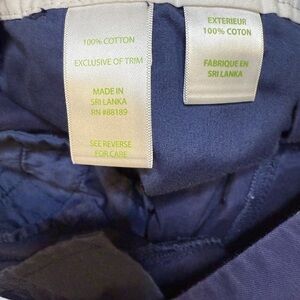 100% COTTON
EXCLUSIVE OF TRIM
MADE IN
SRI LANKA
RN #88189
SEE REVERSE
FOR CARE
EXTERIEUR
100% COTON
FABRIQUE EN
SRI LANKA